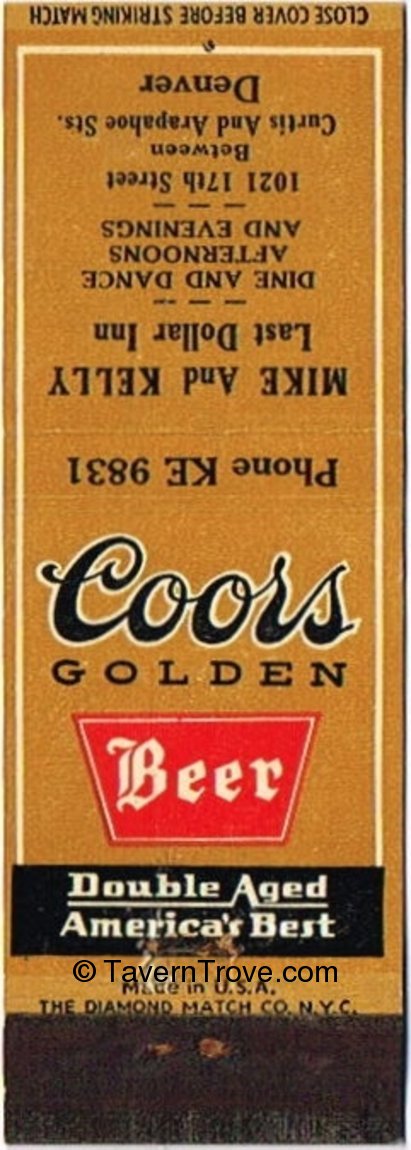 CLOSE COVER BEFORE STRIKING MATCH
Phone KE 9831
MIKE And KELLY
Last Dollar Inn
DINE AND DANCE
AFTERNOONS
AND EVENINGS
1021 17th Street
Between
Curtis And Arapahoe Sts.
Denver
Coors
GOLDEN
Beer
Double Aged
America's Best
© TavernTrove.com
Made in U.S.A.
THE DIAMOND MATCH CO. N.Y.C.